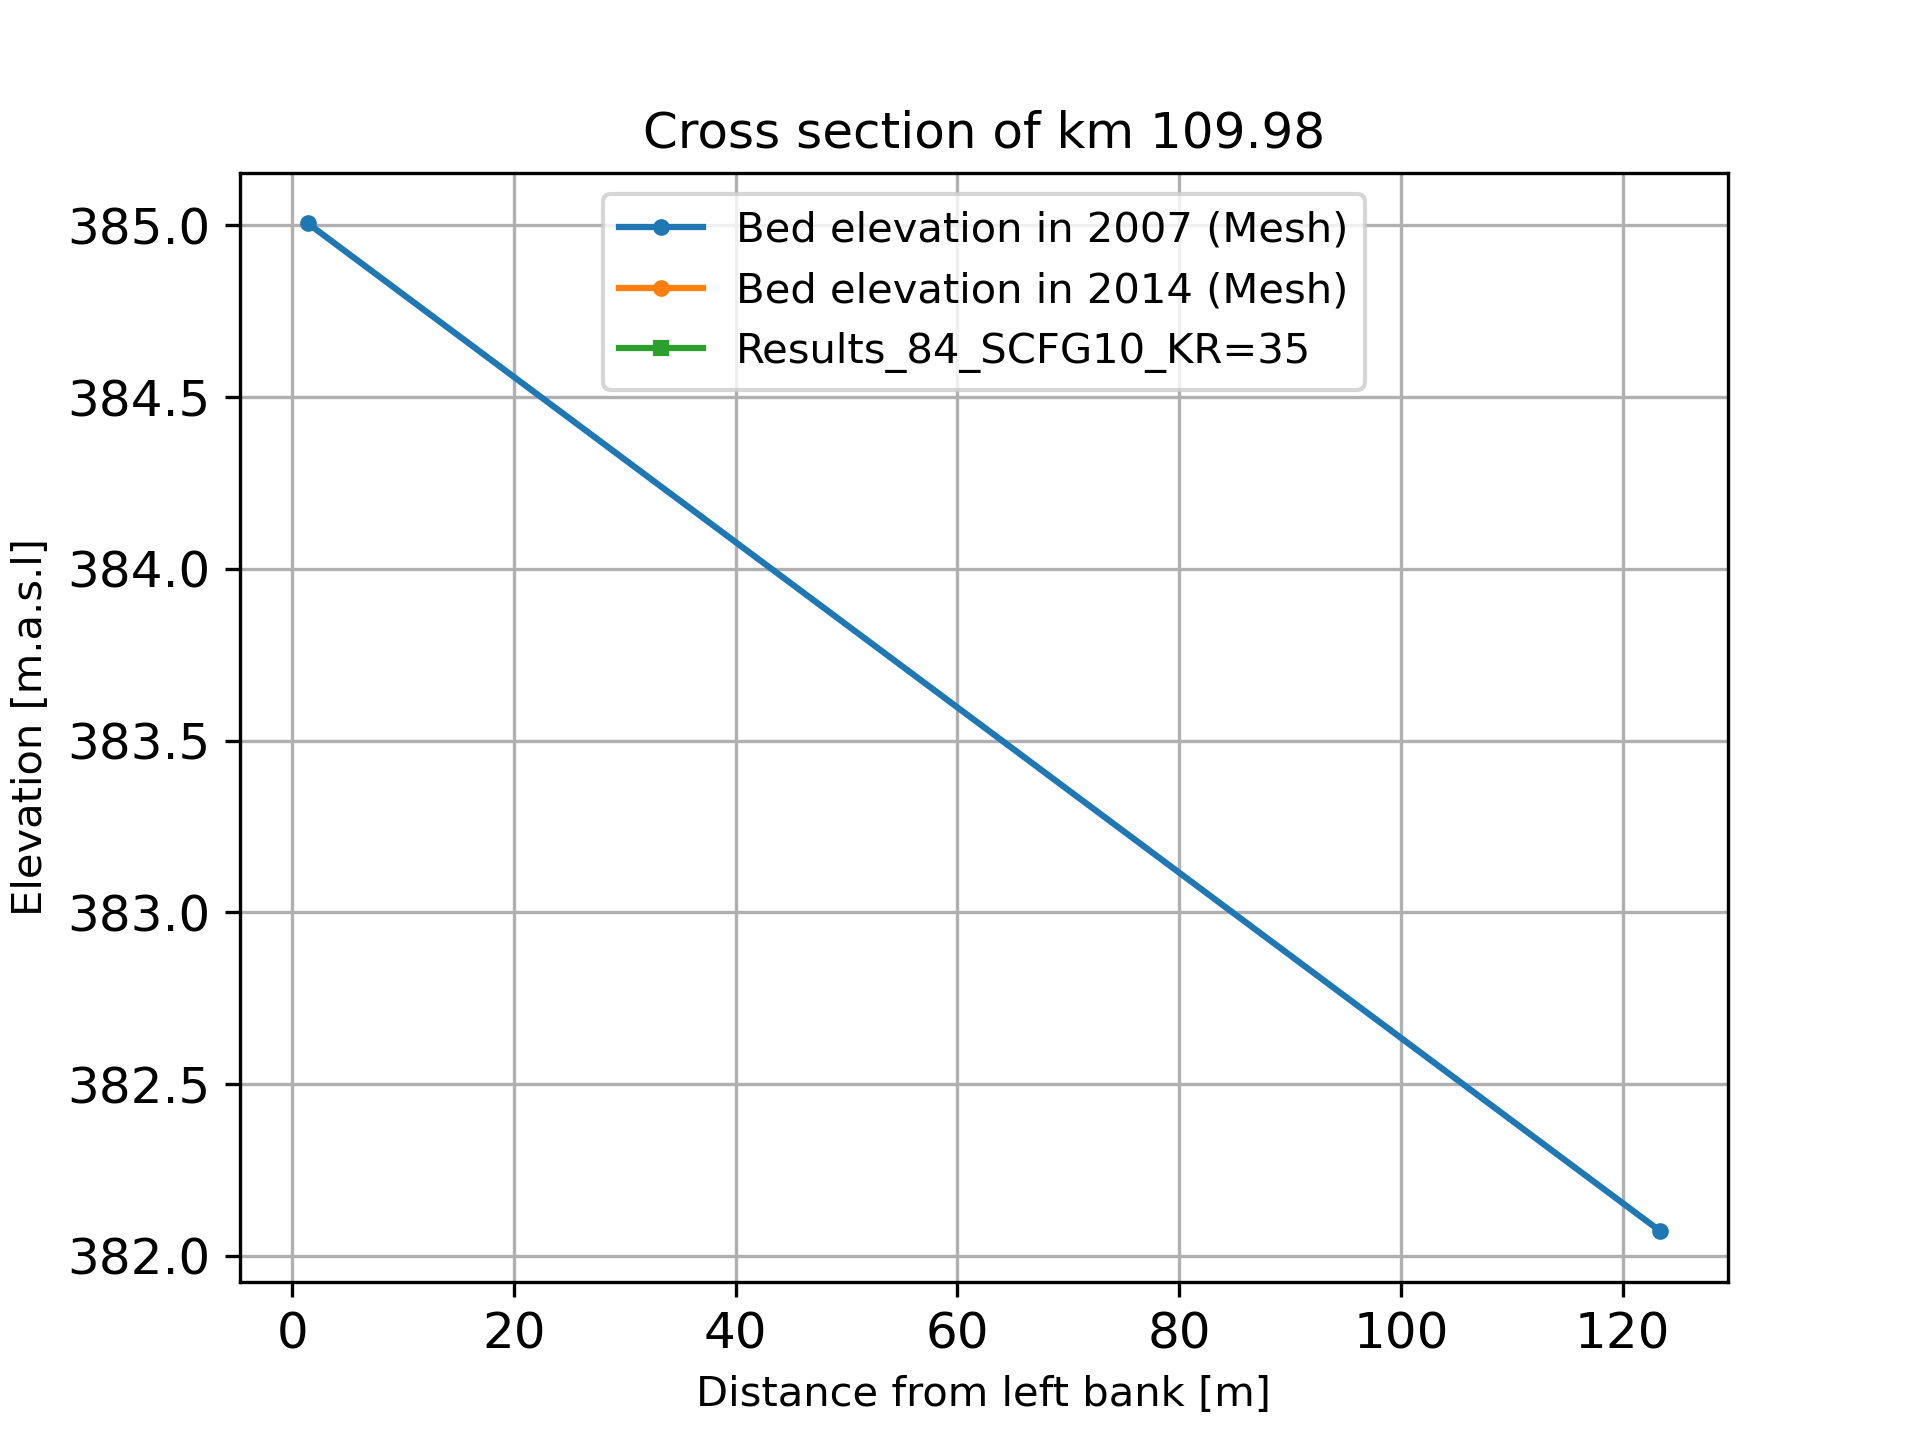 Cross section of km 109.98
Bed elevation in 2007 (Mesh)
Bed elevation in 2014 (Mesh)
Results_84_SCFG10_KR=35
Elevation [m.a.s.l]
385.0
384.5
384.0
383.5
383.0
382.5
382.0
0 20 40 60 80 100 120
Distance from left bank [m]